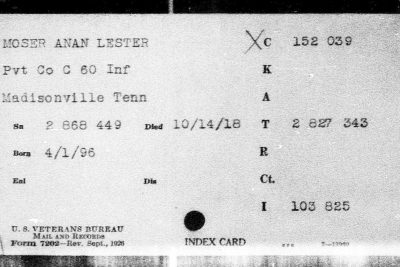 MOSER ANAN LESTER C 152 039
Pvt Co C 60 Inf K
Madisonville Tenn A
Sn 2 868 449 Died 10/14/18 T 2 827 343
Born 4/1/96 R
Enl Dis Ct.
I 103 825
U. S. VETERANS BUREAU
MAIL AND RECORDS
Form 7202—Rev. Sept., 1926 INDEX CARD